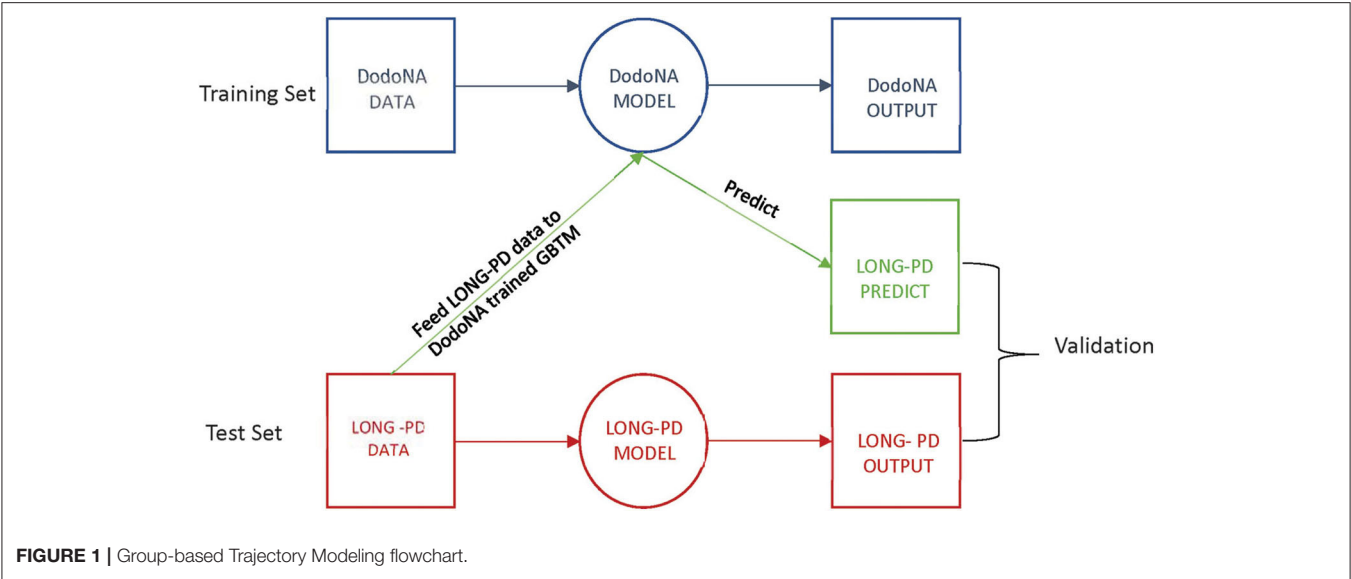 Training Set
DodoNA
DATA
DodoNA
MODEL
DodoNA
OUTPUT
Feed LONG-PD data to
DodoNA trained GBTM
Predict
LONG-PD
PREDICT
Validation
Test Set
LONG -PD
DATA
LONG-PD
MODEL
LONG- PD
OUTPUT
FIGURE 1 | Group-based Trajectory Modeling flowchart.